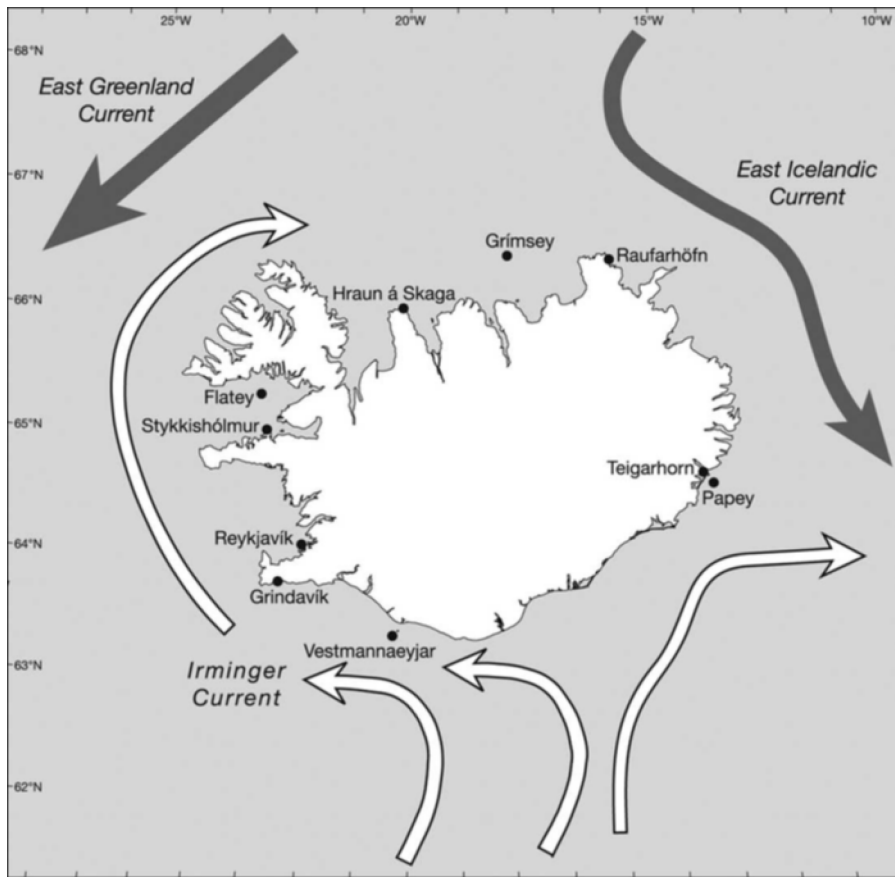 25°W
20°W
15°W
10°W
68°N
East Greenland
Current
67°N
East Icelandic
Current
Grímsey
Raufarhöfn
Hraun á Skaga
66°N
Flatey
65°N
Stykkishólmur
Teigarhorn
Papey
Reykjavík
64°N
Grindavík
Vestmannaeyjar
63°N
Irminger
Current
62°N